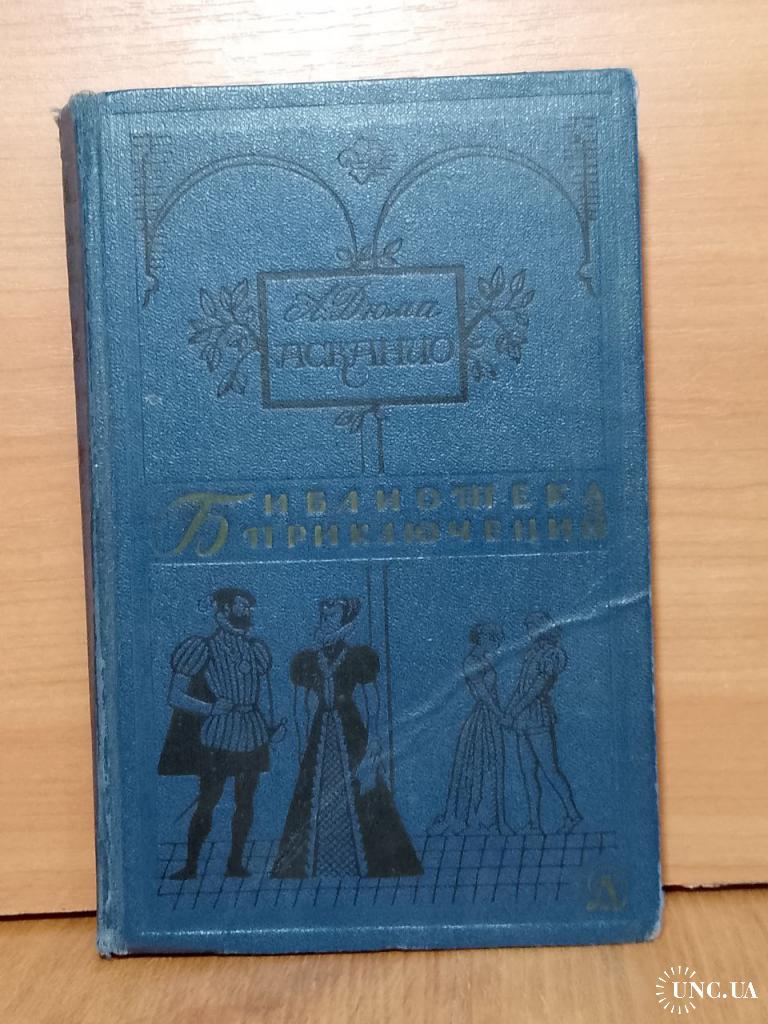 А. Дюма
АСКАНИО
БИБЛИОТЕКА
ПРИКЛЮЧЕНИЙ
Д
UNC.UA